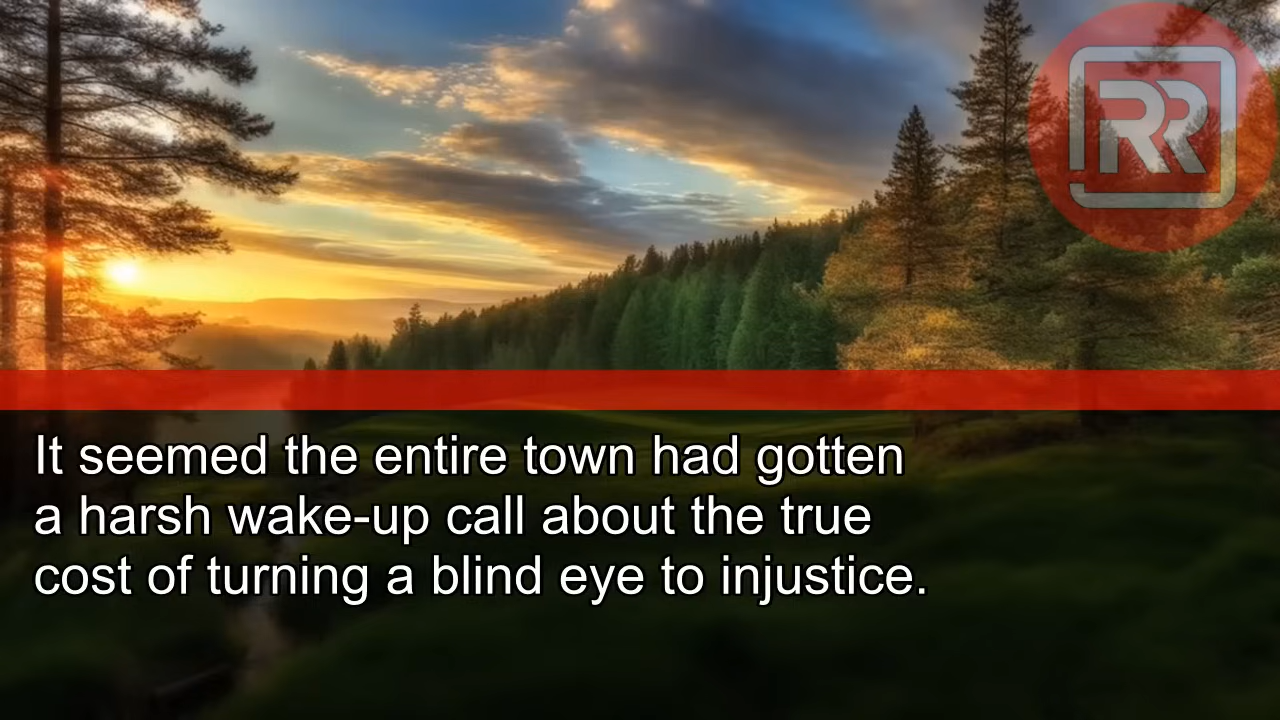 RR
It seemed the entire town had gotten
a harsh wake-up call about the true
cost of turning a blind eye to injustice.